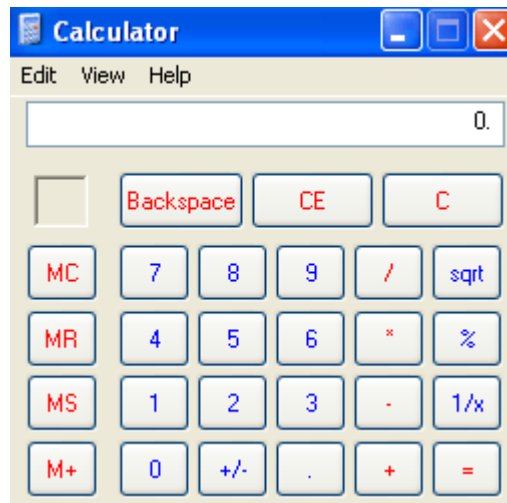 Calculator
Edit View Help
0.
Backspace CE C
MC 7 8 9 / sqrt
MR 4 5 6 * %
MS 1 2 3 - 1/x
M+ 0 +/- . + =